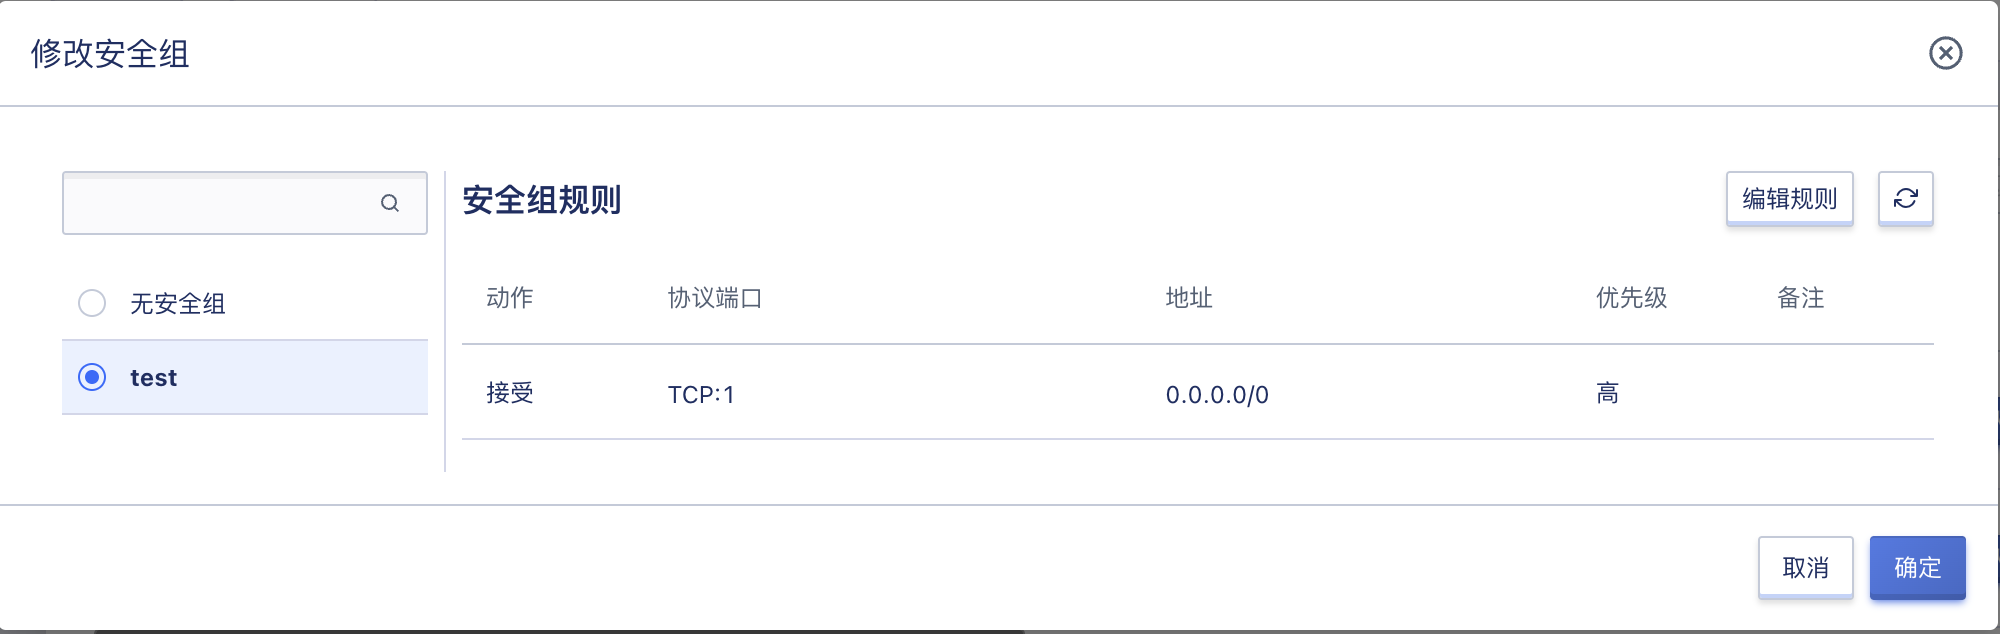 修改安全组
安全组规则
编辑规则
无安全组
test
动作 协议端口 地址 优先级 备注
接受 TCP:1 0.0.0.0/0 高
取消 确定